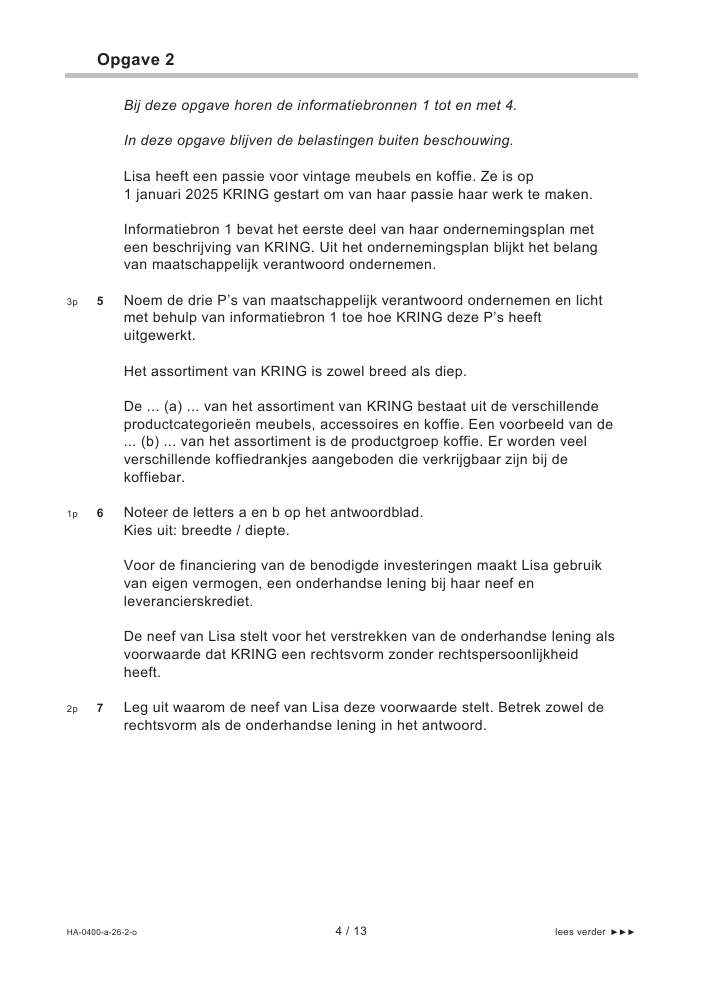 Opgave 2
Bij deze opgave horen de informatiebronnen 1 tot en met 4.
In deze opgave blijven de belastingen buiten beschouwing.
Lisa heeft een passie voor vintage meubels en koffie. Ze is op
1 januari 2025 KRING gestart om van haar passie haar werk te maken.
Informatiebron 1 bevat het eerste deel van haar ondernemingsplan met
een beschrijving van KRING. Uit het ondernemingsplan blijkt het belang
van maatschappelijk verantwoord ondernemen.
3p 5 Noem de drie P’s van maatschappelijk verantwoord ondernemen en licht
met behulp van informatiebron 1 toe hoe KRING deze P’s heeft
uitgewerkt.
Het assortiment van KRING is zowel breed als diep.
De ... (a) ... van het assortiment van KRING bestaat uit de verschillende
productcategorieën meubels, accessoires en koffie. Een voorbeeld van de
... (b) ... van het assortiment is de productgroep koffie. Er worden veel
verschillende koffiedrankjes aangeboden die verkrijgbaar zijn bij de
koffiebar.
1p 6 Noteer de letters a en b op het antwoordblad.
Kies uit: breedte / diepte.
Voor de financiering van de benodigde investeringen maakt Lisa gebruik
van eigen vermogen, een onderhandse lening bij haar neef en
leverancierskrediet.
De neef van Lisa stelt voor het verstrekken van de onderhandse lening als
voorwaarde dat KRING een rechtsvorm zonder rechtspersoonlijkheid
heeft.
2p 7 Leg uit waarom de neef van Lisa deze voorwaarde stelt. Betrek zowel de
rechtsvorm als de onderhandse lening in het antwoord.
HA-0400-a-26-2-o 4 / 13 lees verder ►►►